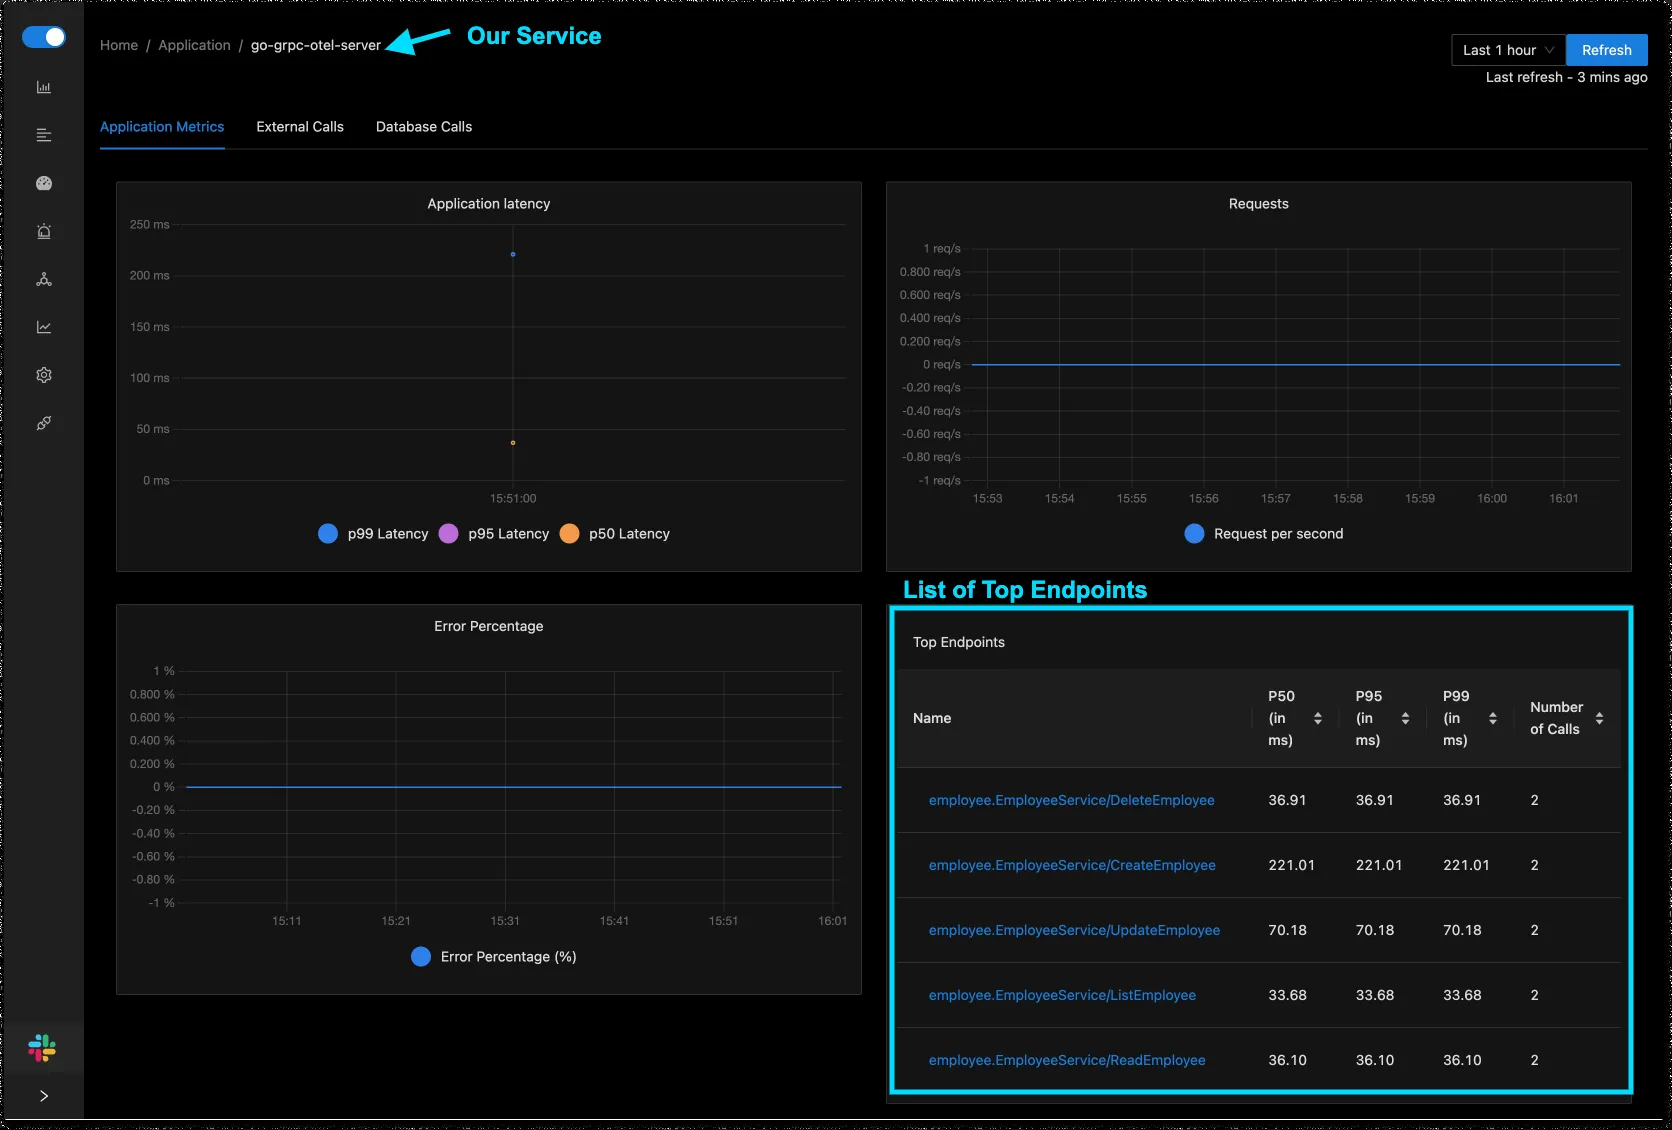 Home / Application / go-grpc-otel-server
Our Service
Last 1 hour
Refresh
Last refresh - 3 mins ago
Application Metrics
External Calls
Database Calls
Application latency
250 ms
200 ms
150 ms
100 ms
50 ms
0 ms
15:51:00
p99 Latency
p95 Latency
p50 Latency
Requests
1 req/s
0.800 req/s
0.600 req/s
0.400 req/s
0.200 req/s
0 req/s
-0.20 req/s
-0.40 req/s
-0.60 req/s
-0.80 req/s
-1 req/s
15:53 15:54 15:55 15:56 15:57 15:58 15:59 16:00 16:01
Request per second
Error Percentage
1 %
0.800 %
0.600 %
0.400 %
0.200 %
0 %
-0.20 %
-0.40 %
-0.60 %
-0.80 %
-1 %
15:11 15:21 15:31 15:41 15:51 16:01
Error Percentage (%)
List of Top Endpoints
Top Endpoints
Name
P50
(in
ms)
P95
(in
ms)
P99
(in
ms)
Number
of Calls
employee.EmployeeService/DeleteEmployee 36.91 36.91 36.91 2
employee.EmployeeService/CreateEmployee 221.01 221.01 221.01 2
employee.EmployeeService/UpdateEmployee 70.18 70.18 70.18 2
employee.EmployeeService/ListEmployee 33.68 33.68 33.68 2
employee.EmployeeService/ReadEmployee 36.10 36.10 36.10 2